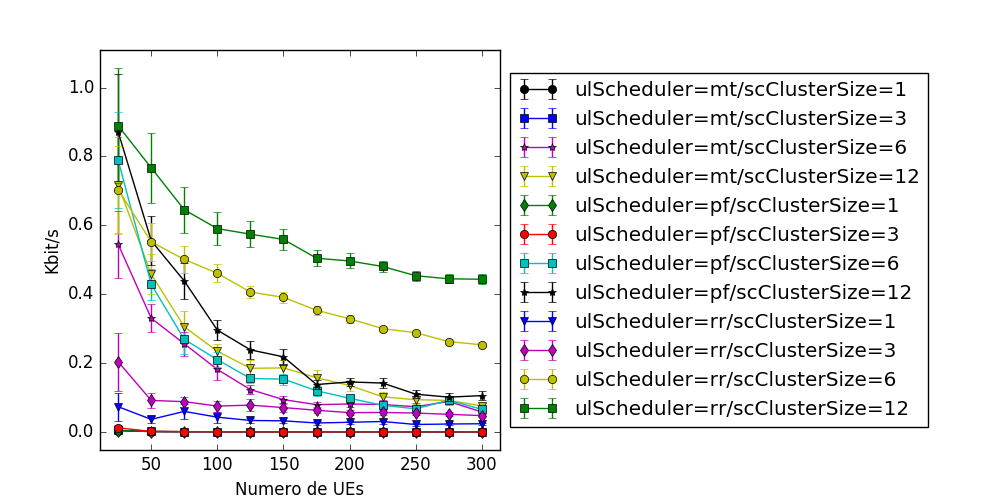 1.0
0.8
0.6
0.4
0.2
0.0
Kbit/s
50 100 150 200 250 300
Numero de UEs
ulScheduler=mt/scClusterSize=1
ulScheduler=mt/scClusterSize=3
ulScheduler=mt/scClusterSize=6
ulScheduler=mt/scClusterSize=12
ulScheduler=pf/scClusterSize=1
ulScheduler=pf/scClusterSize=3
ulScheduler=pf/scClusterSize=6
ulScheduler=pf/scClusterSize=12
ulScheduler=rr/scClusterSize=1
ulScheduler=rr/scClusterSize=3
ulScheduler=rr/scClusterSize=6
ulScheduler=rr/scClusterSize=12